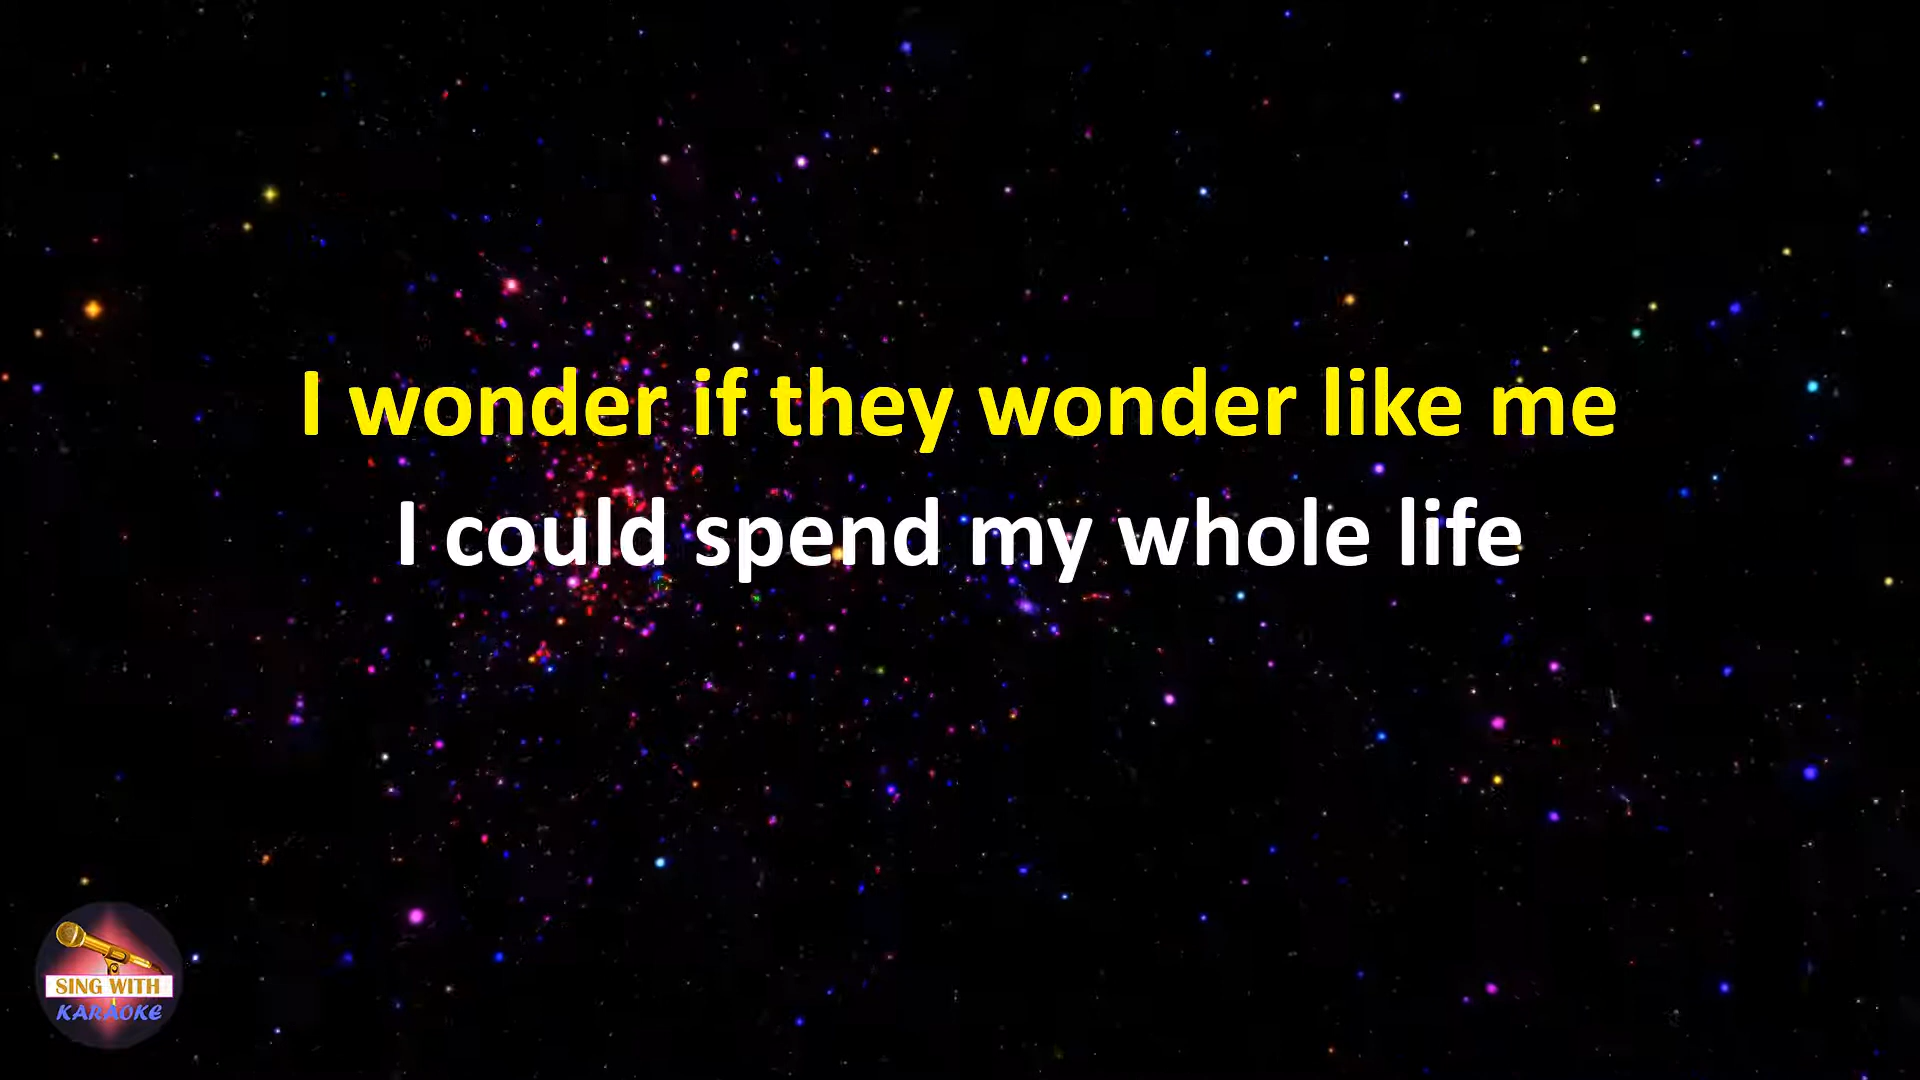 I wonder if they wonder like me
I could spend my whole life
SING WITH
KARAOKE